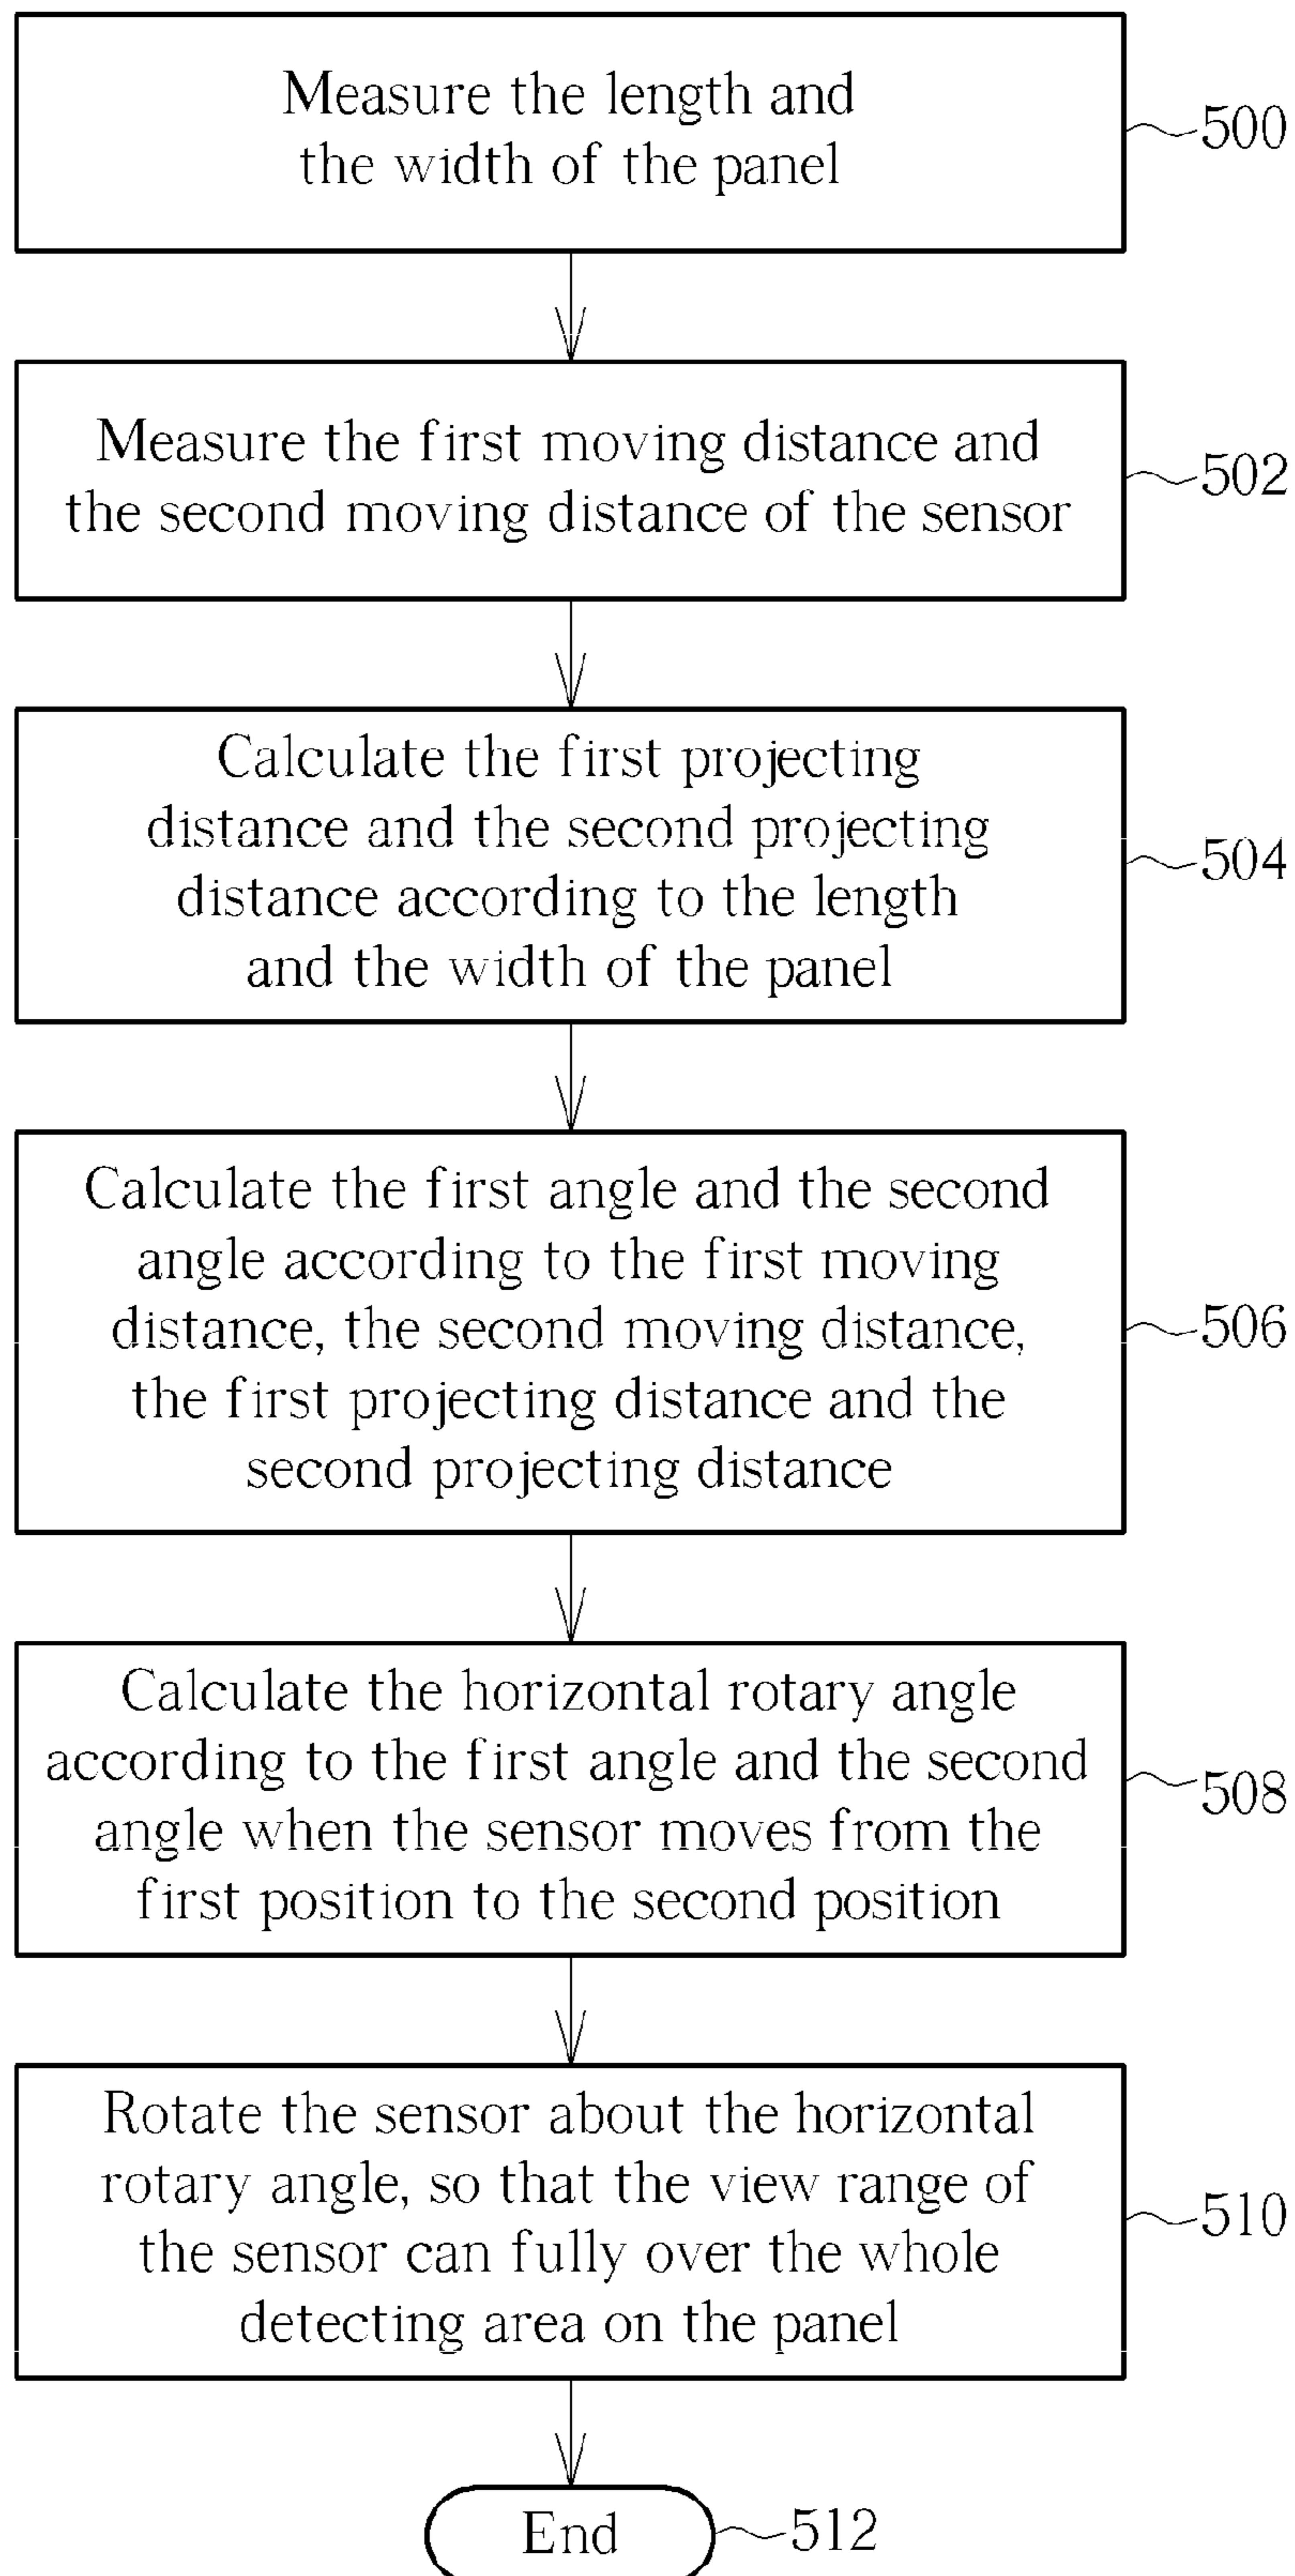 Measure the length and
the width of the panel
500
Measure the first moving distance and
the second moving distance of the sensor
502
Calculate the first projecting
distance and the second projecting
distance according to the length
and the width of the panel
504
Calculate the first angle and the second
angle according to the first moving
distance, the second moving distance,
the first projecting distance and the
second projecting distance
506
Calculate the horizontal rotary angle
according to the first angle and the second
angle when the sensor moves from the
first position to the second position
508
Rotate the sensor about the horizontal
rotary angle, so that the view range of
the sensor can fully over the whole
detecting area on the panel
510
End
512